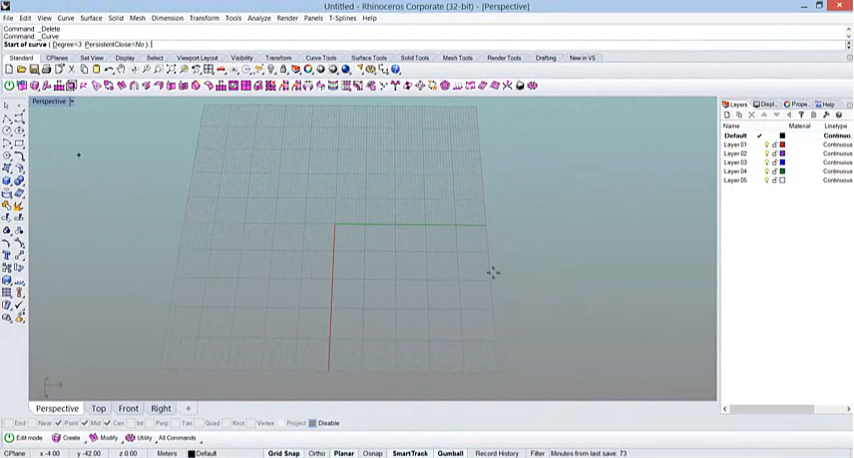 Untitled - Rhinoceros Corporate (32-bit) - [Perspective]
File Edit View Curve Surface Solid Mesh Dimension Transform Tools Analyze Render Panels T-Splines Help
Command: _Delete
Command: _Curve
Start of curve ( Degree=3 PersistentClose=No ):
Standard CPlanes Set View Display Select Viewport Layout Visibility Transform Curve Tools Surface Tools Solid Tools Mesh Tools Render Tools Drafting New in V5
Perspective
Layers Displ... Prope... Help
Name Material Linetype
Default Continuo...
Layer 01 Continuous
Layer 02 Continuous
Layer 03 Continuous
Layer 04 Continuous
Layer 05 Continuous
Perspective Top Front Right
End Near Point Mid Cen Int Perp Tan Quad Knot Vertex Project Disable
Edit mode Create Modify Utility All Commands
CPlane x -4.00 y -42.00 z 0.00 Meters Default Grid Snap Ortho Planar Osnap SmartTrack Gumball Record History Filter Minutes from last save: 73